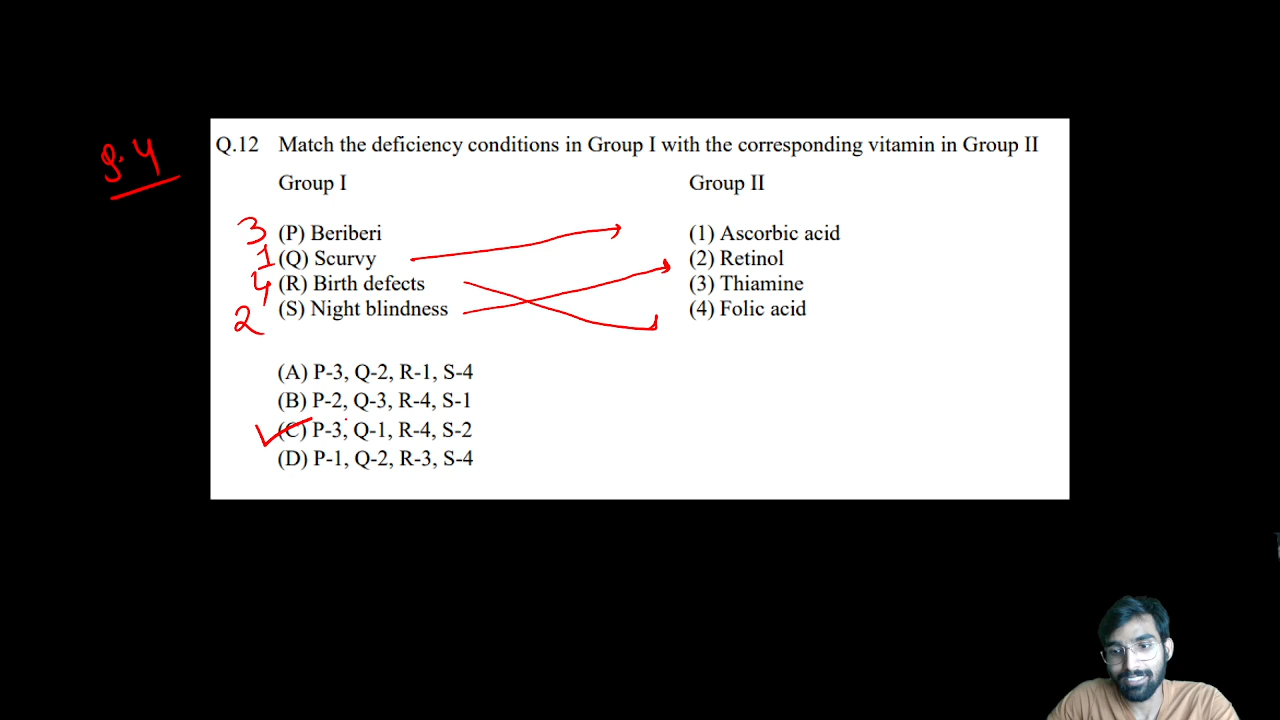 Q.4
Q.12 Match the deficiency conditions in Group I with the corresponding vitamin in Group II
Group I Group II
3 (P) Beriberi (1) Ascorbic acid
1 (Q) Scurvy (2) Retinol
4 (R) Birth defects (3) Thiamine
2 (S) Night blindness (4) Folic acid
(A) P-3, Q-2, R-1, S-4
(B) P-2, Q-3, R-4, S-1
(C) P-3, Q-1, R-4, S-2
(D) P-1, Q-2, R-3, S-4